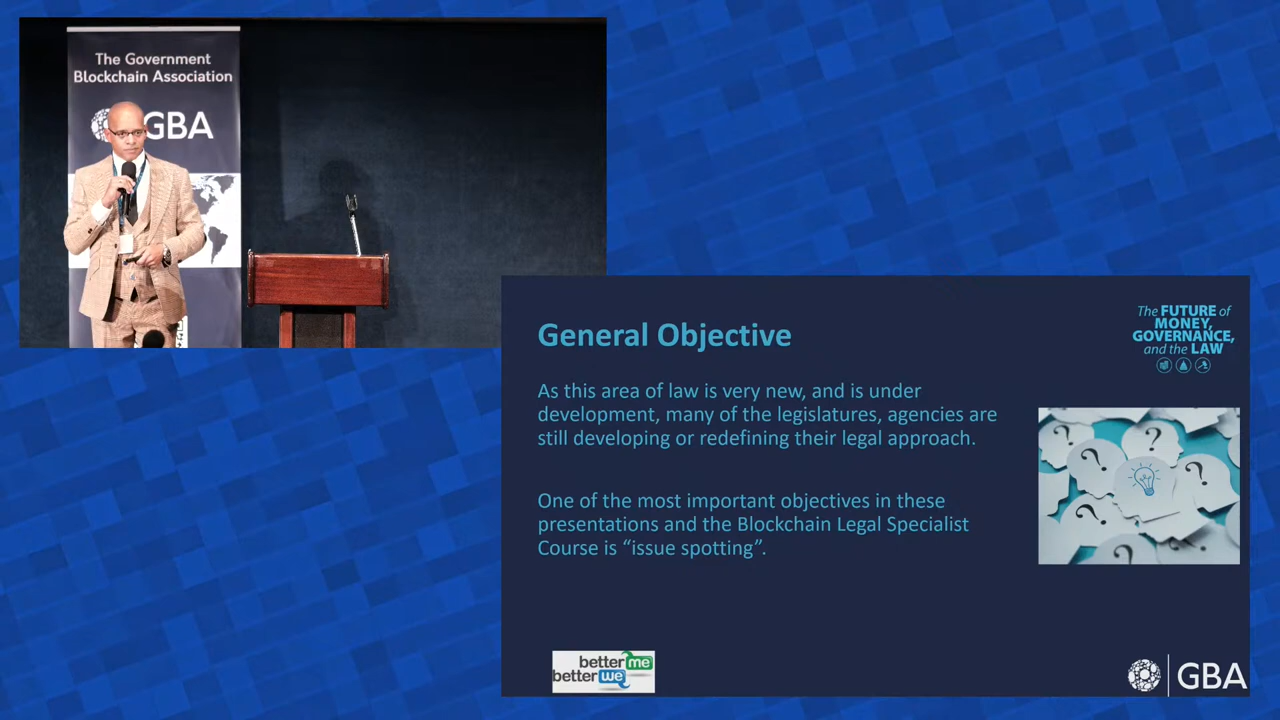 The Government
Blockchain Association
GBA
General Objective
As this area of law is very new, and is under
development, many of the legislatures, agencies are
still developing or redefining their legal approach.
One of the most important objectives in these
presentations and the Blockchain Legal Specialist
Course is “issue spotting”.
The FUTURE of
MONEY,
GOVERNANCE,
and the LAW
? ? ? ? ? ? ?
better me
better we
GBA